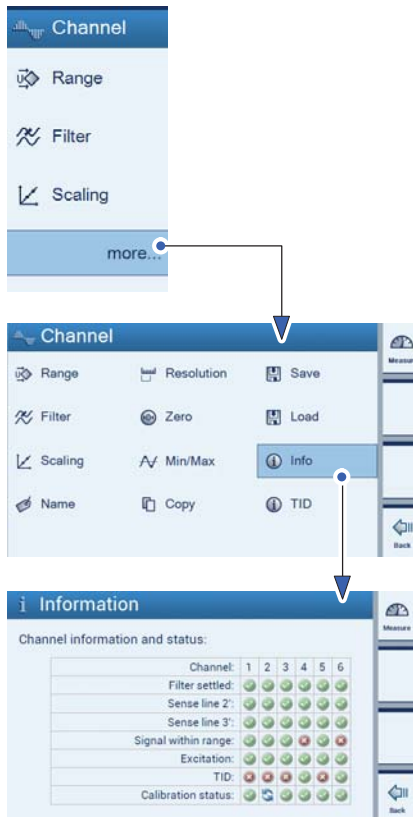 Channel
Range
Filter
Scaling
more...
Channel
Measure
Range Resolution Save
Filter Zero Load
Scaling Min/Max Info
Name Copy TID
Back
i Information
Measure
Channel information and status:
Channel: 1 2 3 4 5 6
Filter settled:
Sense line 2':
Sense line 3':
Signal within range:
Excitation:
TID:
Calibration status:
Back